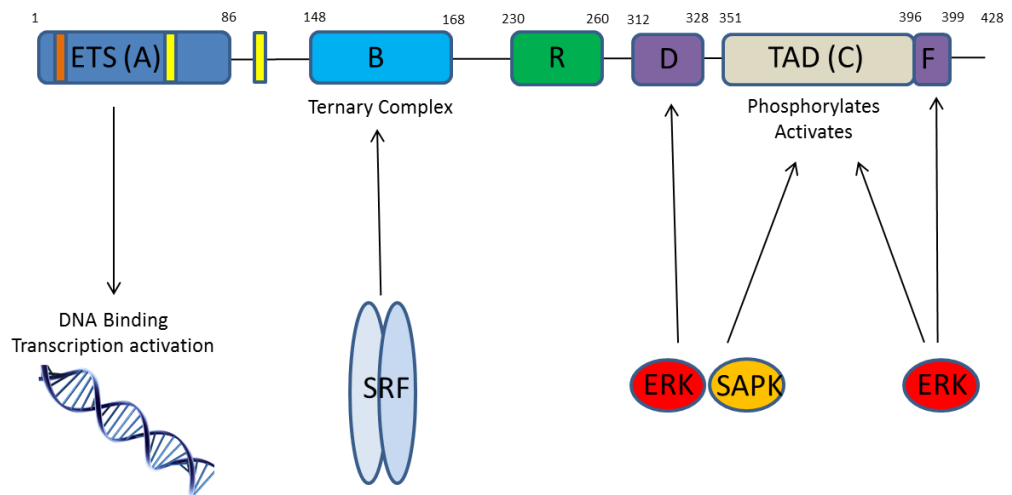 1 86 148 168 230 260 312 328 351 396 399 428
ETS (A) B R D TAD (C) F
Ternary Complex
Phosphorylates
Activates
DNA Binding
Transcription activation
SRF
ERK SAPK ERK